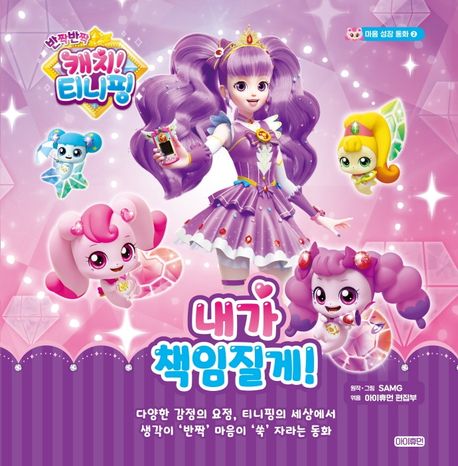 반짝반짝
캐치!
티니핑
마음 성장 동화 2
내가
책임질게!
다양한 감정의 요정, 티니핑의 세상에서
생각이 '반짝' 마음이 '쑥' 자라는 동화
원작·그림 SAMG
엮음 아이휴먼 편집부
아이휴먼